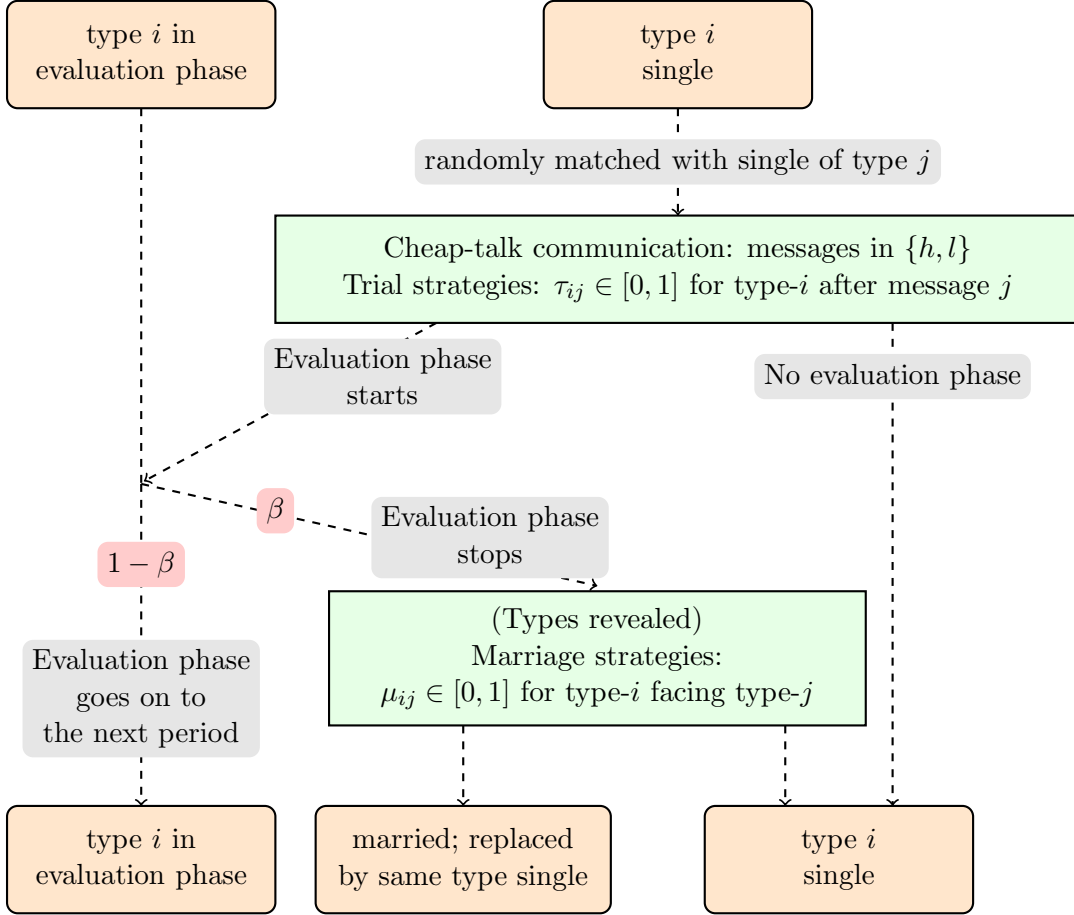 type i in
evaluation phase
type i
single
randomly matched with single of type j
Cheap-talk communication: messages in {h, l}
Trial strategies: τij ∈ [0, 1] for type-i after message j
Evaluation phase
starts
No evaluation phase
β
Evaluation phase
stops
1 − β
(Types revealed)
Marriage strategies:
μij ∈ [0, 1] for type-i facing type-j
Evaluation phase
goes on to
the next period
type i in
evaluation phase
married; replaced
by same type single
type i
single